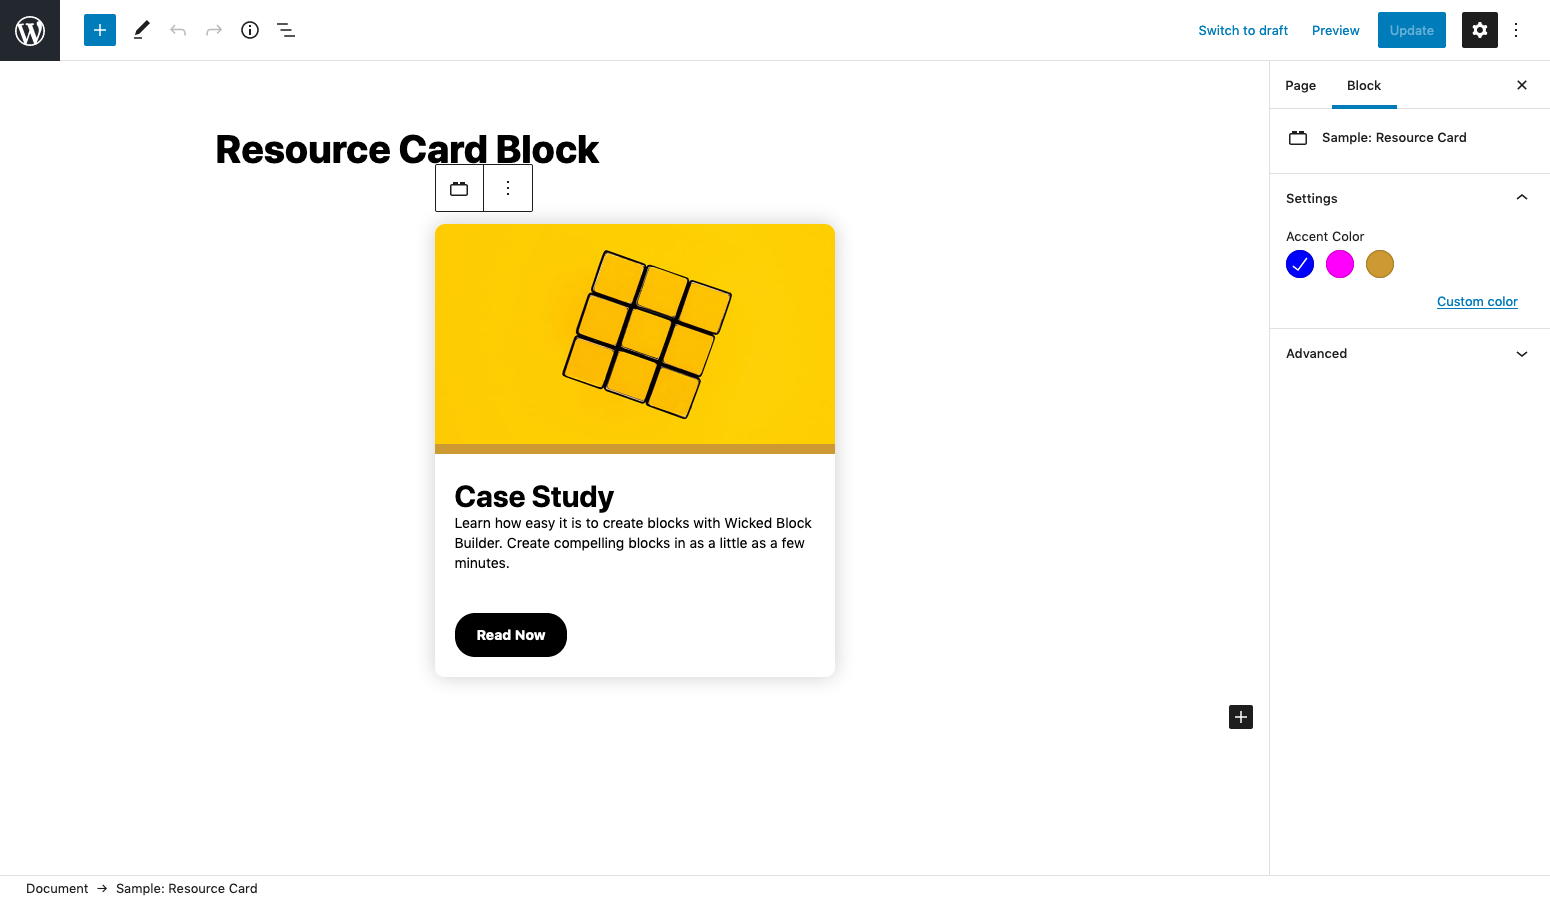 Switch to draft
Preview
Update
Page
Block
Resource Card Block
Sample: Resource Card
Settings
Accent Color
Custom color
Advanced
Case Study
Learn how easy it is to create blocks with Wicked Block
Builder. Create compelling blocks in as a little as a few
minutes.
Read Now
Document → Sample: Resource Card